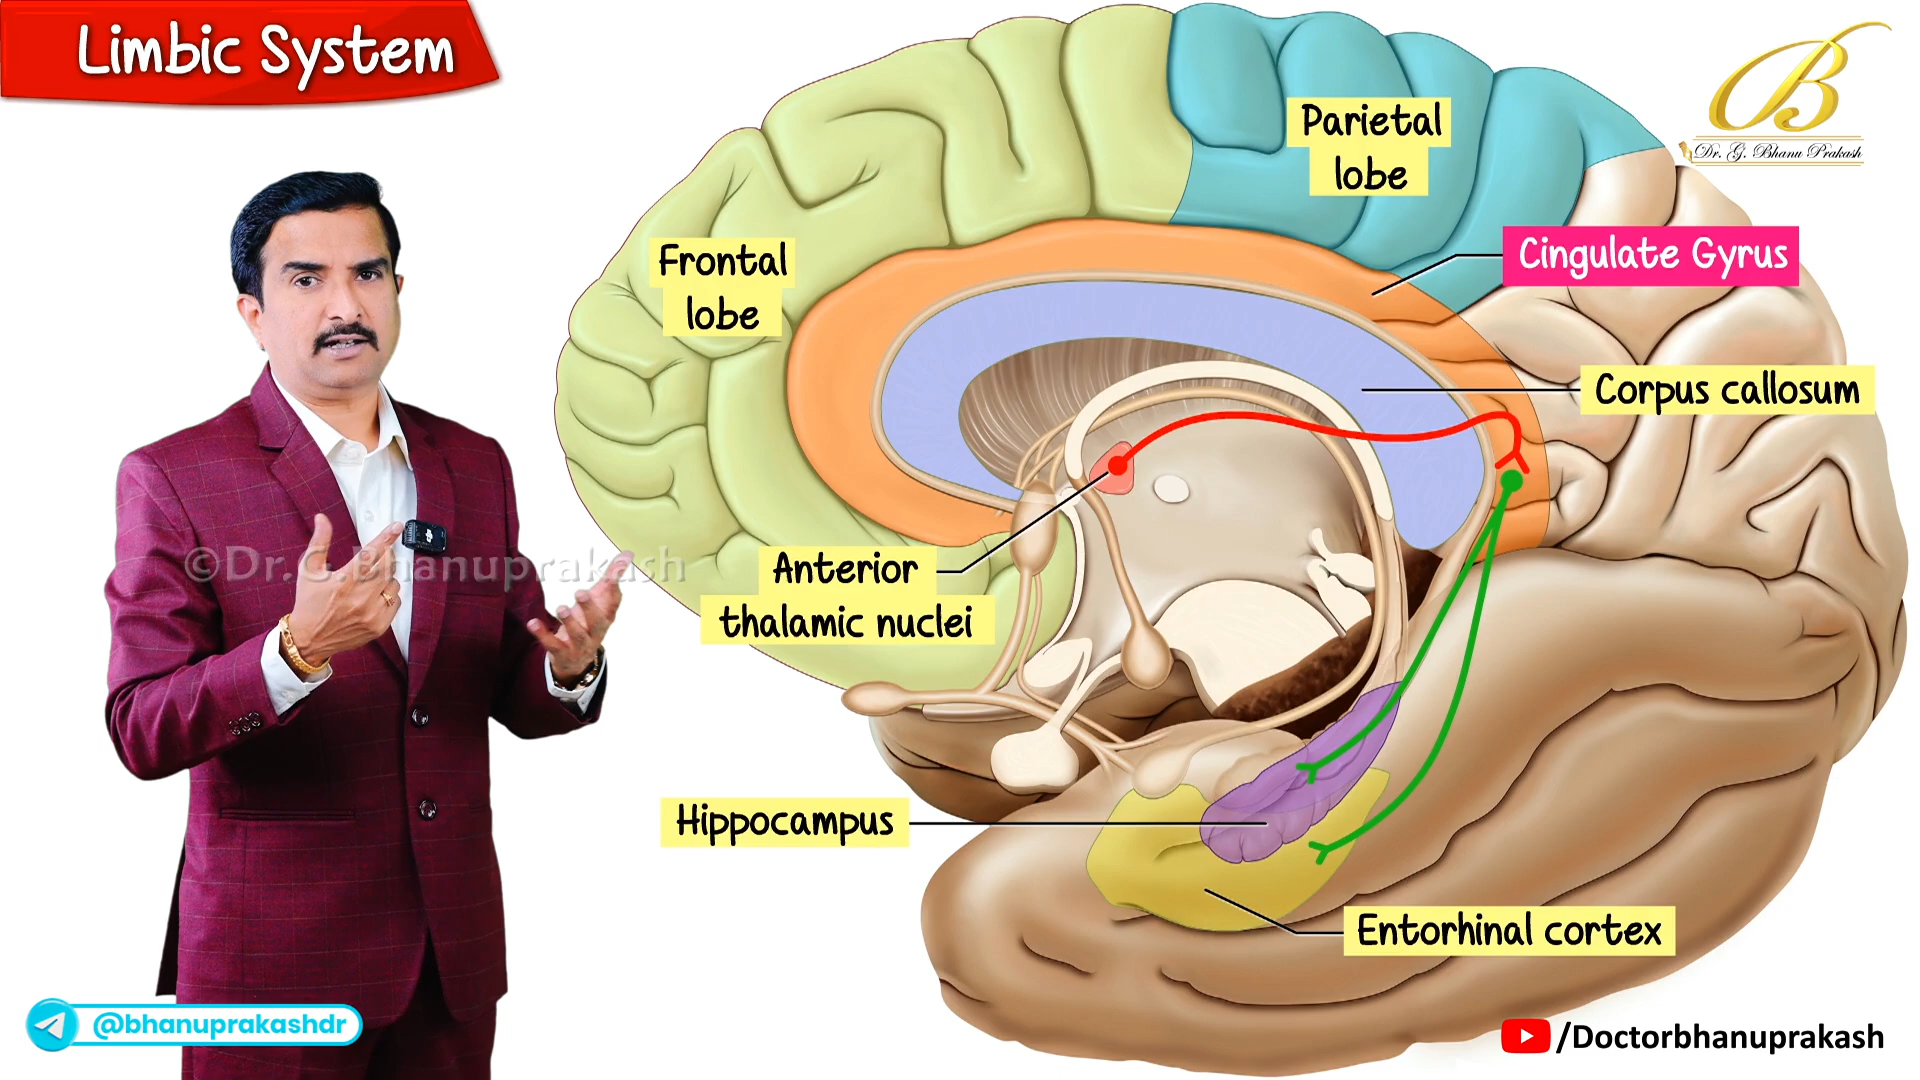 Limbic System
B
Dr. G. Bhanu Prakash
Parietal
lobe
Cingulate Gyrus
Frontal
lobe
Corpus callosum
©Dr.G.Bhanuprakash
Anterior
thalamic nuclei
Hippocampus
Entorhinal cortex
@bhanuprakashdr
/Doctorbhanuprakash